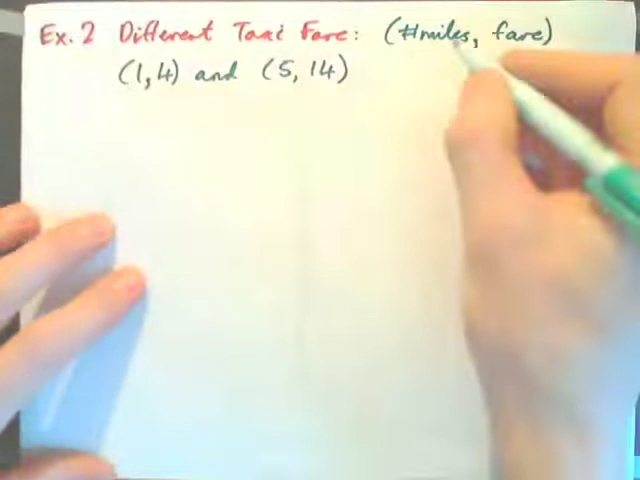 Ex. 2 Different Taxi Fare: (#miles, fare)
(1,4) and (5, 14)